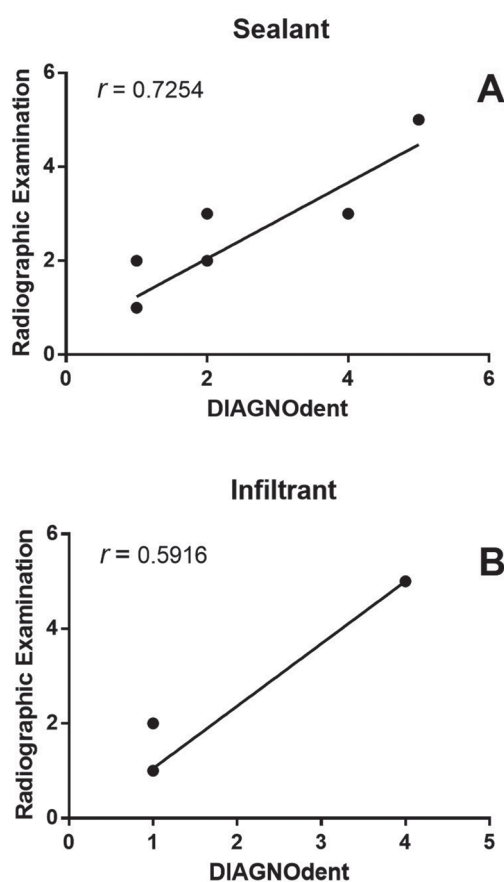 Sealant
r = 0.7254
A
Radiographic Examination
6
4
2
0
0 2 4 6
DIAGNOdent
Infiltrant
r = 0.5916
B
Radiographic Examination
6
4
2
0
0 1 2 3 4 5
DIAGNOdent